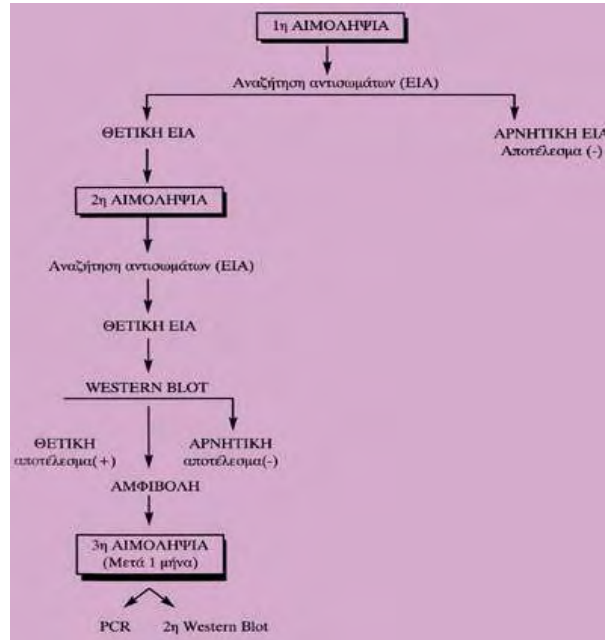 1η ΑΙΜΟΛΗΨΙΑ
Αναζήτηση αντισωμάτων (ΕΙΑ)
ΘΕΤΙΚΗ ΕΙΑ
ΑΡΝΗΤΙΚΗ ΕΙΑ
Αποτέλεσμα (-)
2η ΑΙΜΟΛΗΨΙΑ
Αναζήτηση αντισωμάτων (ΕΙΑ)
ΘΕΤΙΚΗ ΕΙΑ
WESTERN BLOT
ΘΕΤΙΚΗ
αποτέλεσμα(+)
ΑΡΝΗΤΙΚΗ
αποτέλεσμα(-)
ΑΜΦΙΒΟΛΗ
3η ΑΙΜΟΛΗΨΙΑ
(Μετά 1 μήνα)
PCR
2η Western Blot